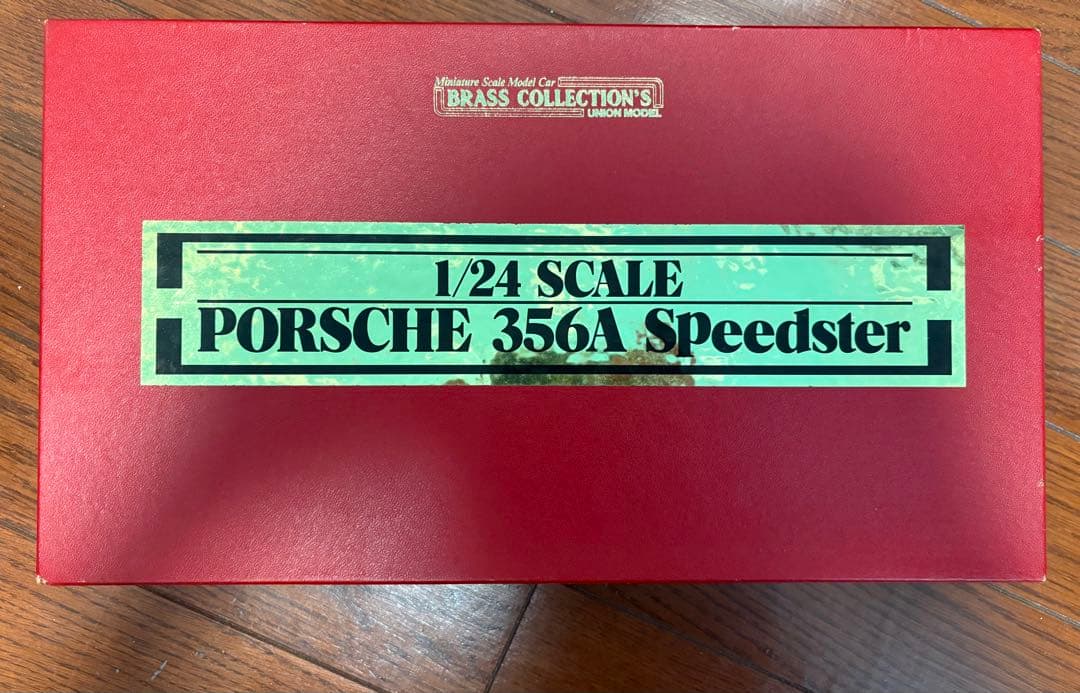 Miniature Scale Model Car
BRASS COLLECTION'S
UNION MODEL
1/24 SCALE
PORSCHE 356A Speedster